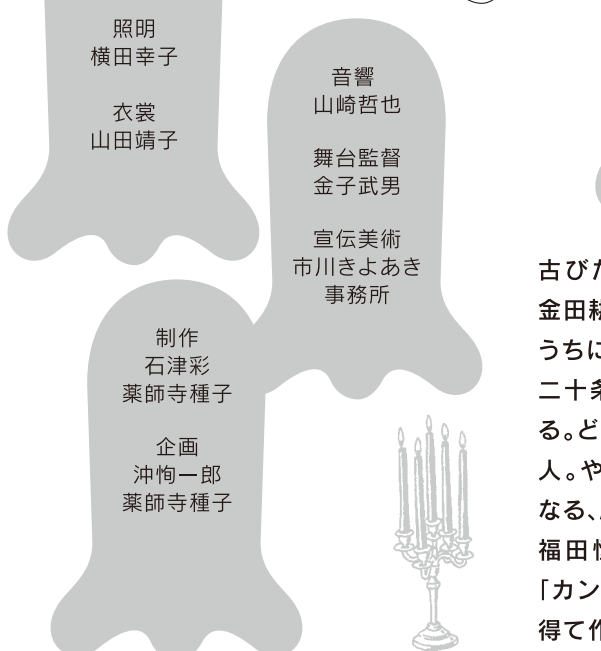 照明
横田幸子
衣裳
山田靖子
音響
山崎哲也
舞台監督
金子武男
宣伝美術
市川きよあき
事務所
制作
石津彩
薬師寺種子
企画
沖恂一郎
薬師寺種子
古びた
金田
うちに
二十条
る。ど
人。や
なる、
福田
「カン
得て作